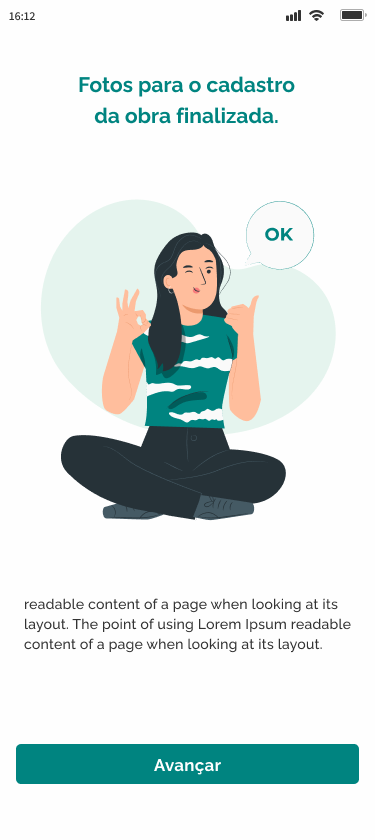 16:12
Fotos para o cadastro
da obra finalizada.
OK
readable content of a page when looking at its
layout. The point of using Lorem Ipsum readable
content of a page when looking at its layout.
Avançar